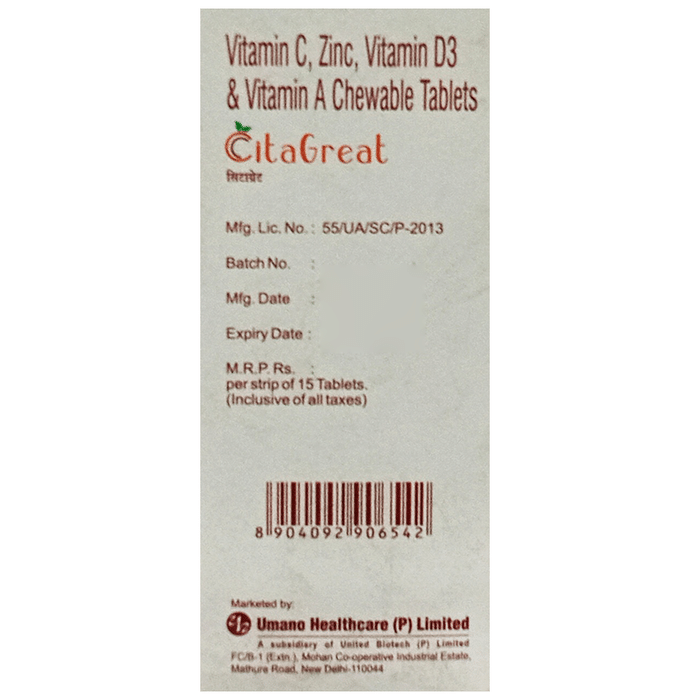 Vitamin C, Zinc, Vitamin D3
& Vitamin A Chewable Tablets
CitaGreat
सिटाग्रेट
Mfg. Lic. No. : 55/UA/SC/P-2013
Batch No. :
Mfg. Date :
Expiry Date :
M.R.P. Rs. :
per strip of 15 Tablets.
(Inclusive of all taxes)
8 904092 906542
Marketed by:
Umano Healthcare (P) Limited
A subsidiary of United Biotech (P) Limited
FC/B-1 (Extn.), Mohan Co-operative Industrial Estate,
Mathure Road, New Delhi-110044